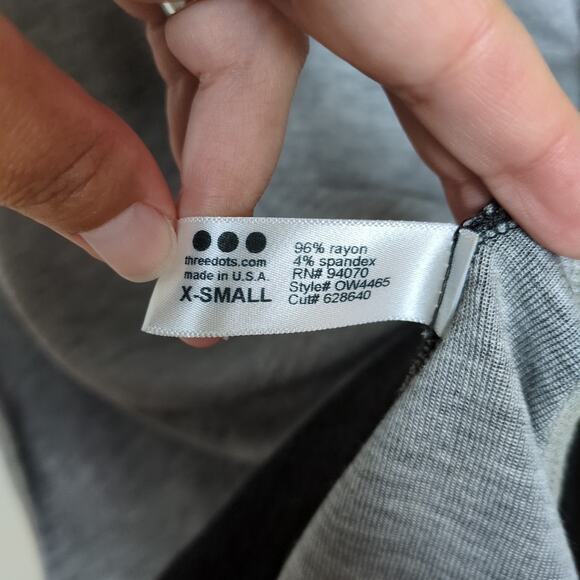 threedots.com
made in U.S.A.
X-SMALL
96% rayon
4% spandex
RN# 94070
Style# OW4465
Cut# 628640